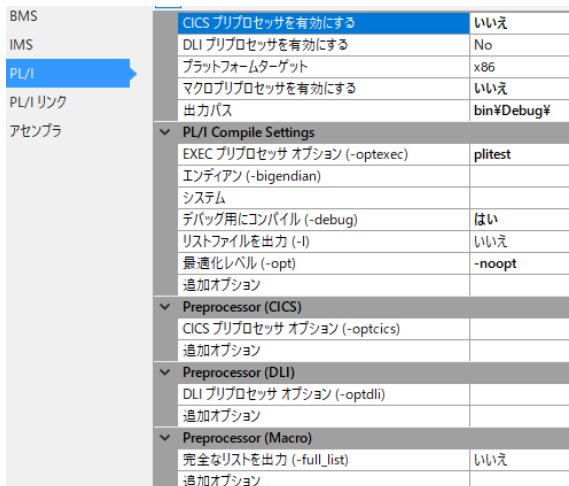 BMS
IMS
PL/I
PL/I リンク
アセンブラ
CICS プリプロセッサを有効にする いいえ
DLI プリプロセッサを有効にする No
プラットフォームターゲット x86
マクロプリプロセッサを有効にする いいえ
出力パス bin¥Debug¥
PL/I Compile Settings
EXEC プリプロセッサ オプション (-optexec) plitest
エンディアン (-bigendian)
システム
デバッグ用にコンパイル (-debug) はい
リストファイルを出力 (-l) いいえ
最適化レベル (-opt) -noopt
追加オプション
Preprocessor (CICS)
CICS プリプロセッサ オプション (-optcics)
追加オプション
Preprocessor (DLI)
DLI プリプロセッサ オプション (-optdli)
追加オプション
Preprocessor (Macro)
完全なリストを出力 (-full_list) いいえ
追加オプション